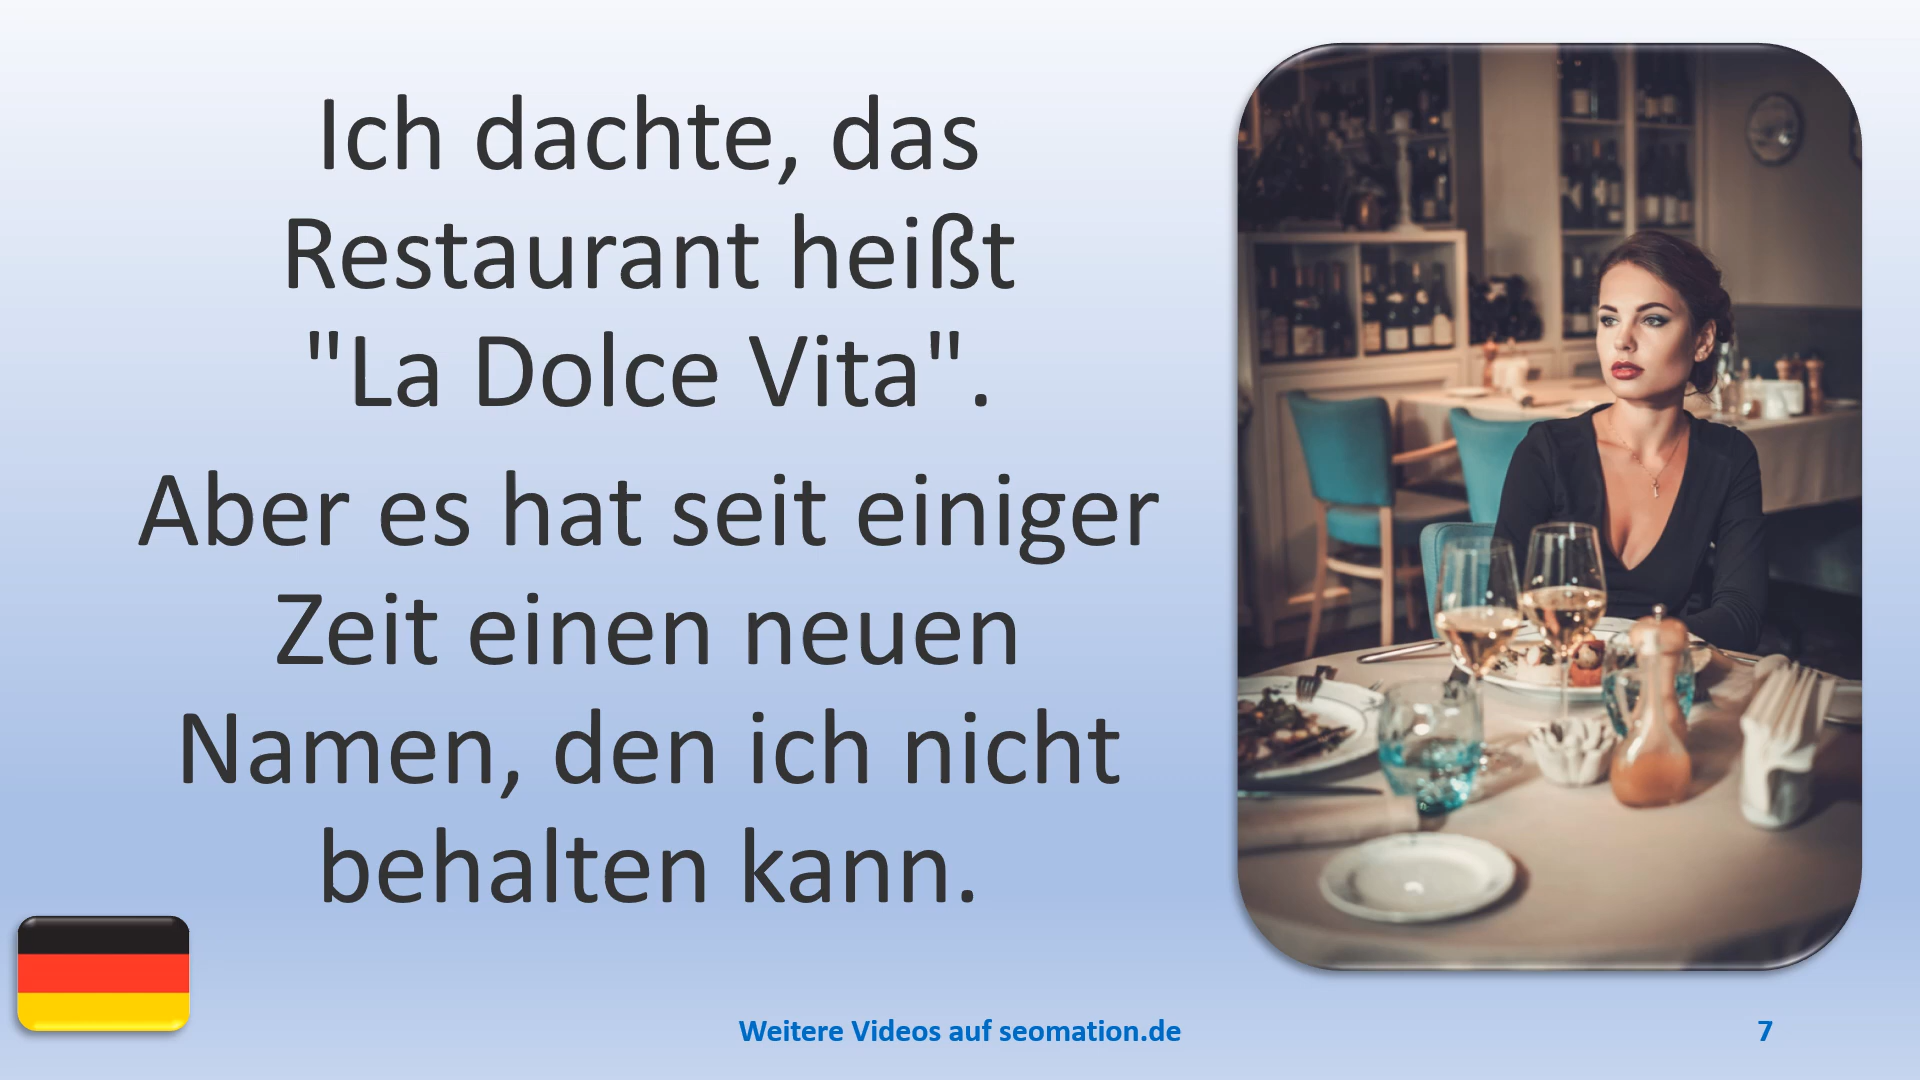 Ich dachte, das
Restaurant heißt
"La Dolce Vita".
Aber es hat seit einiger
Zeit einen neuen
Namen, den ich nicht
behalten kann.
Weitere Videos auf seomation.de
7